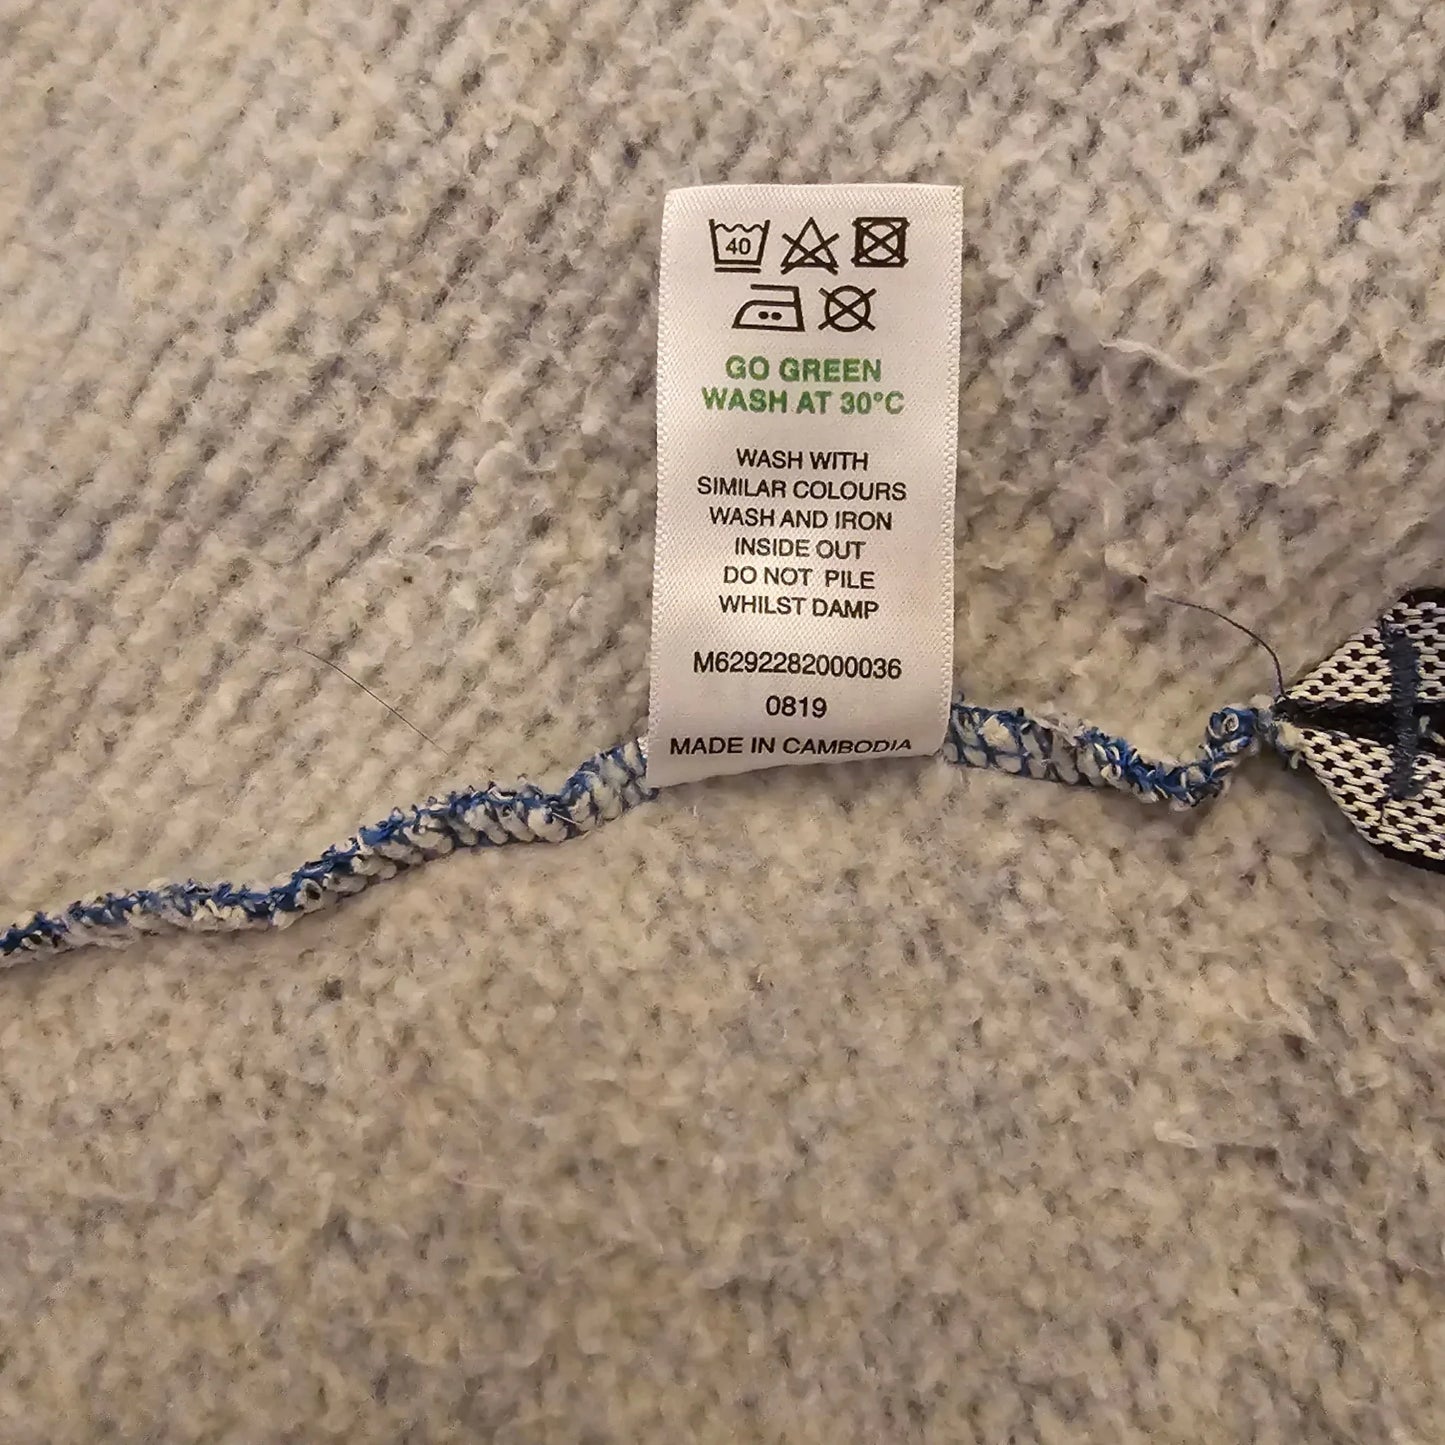 40
GO GREEN
WASH AT 30°C
WASH WITH
SIMILAR COLOURS
WASH AND IRON
INSIDE OUT
DO NOT PILE
WHILST DAMP
M6292282000036
0819
MADE IN CAMBODIA